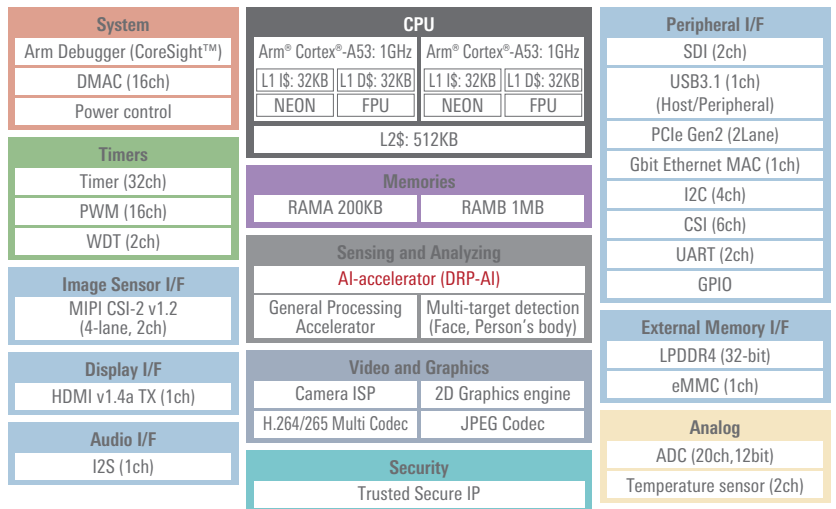 System
Arm Debugger (CoreSight™)
DMAC (16ch)
Power control
Timers
Timer (32ch)
PWM (16ch)
WDT (2ch)
Image Sensor I/F
MIPI CSI-2 v1.2
(4-lane, 2ch)
Display I/F
HDMI v1.4a TX (1ch)
Audio I/F
I2S (1ch)
CPU
Arm® Cortex®-A53: 1GHz
Arm® Cortex®-A53: 1GHz
L1 I$: 32KB
L1 D$: 32KB
L1 I$: 32KB
L1 D$: 32KB
NEON
FPU
NEON
FPU
L2$: 512KB
Memories
RAMA 200KB
RAMB 1MB
Sensing and Analyzing
AI-accelerator (DRP-AI)
General Processing
Accelerator
Multi-target detection
(Face, Person's body)
Video and Graphics
Camera ISP
2D Graphics engine
H.264/265 Multi Codec
JPEG Codec
Security
Trusted Secure IP
Peripheral I/F
SDI (2ch)
USB3.1 (1ch)
(Host/Peripheral)
PCIe Gen2 (2Lane)
Gbit Ethernet MAC (1ch)
I2C (4ch)
CSI (6ch)
UART (2ch)
GPIO
External Memory I/F
LPDDR4 (32-bit)
eMMC (1ch)
Analog
ADC (20ch,12bit)
Temperature sensor (2ch)